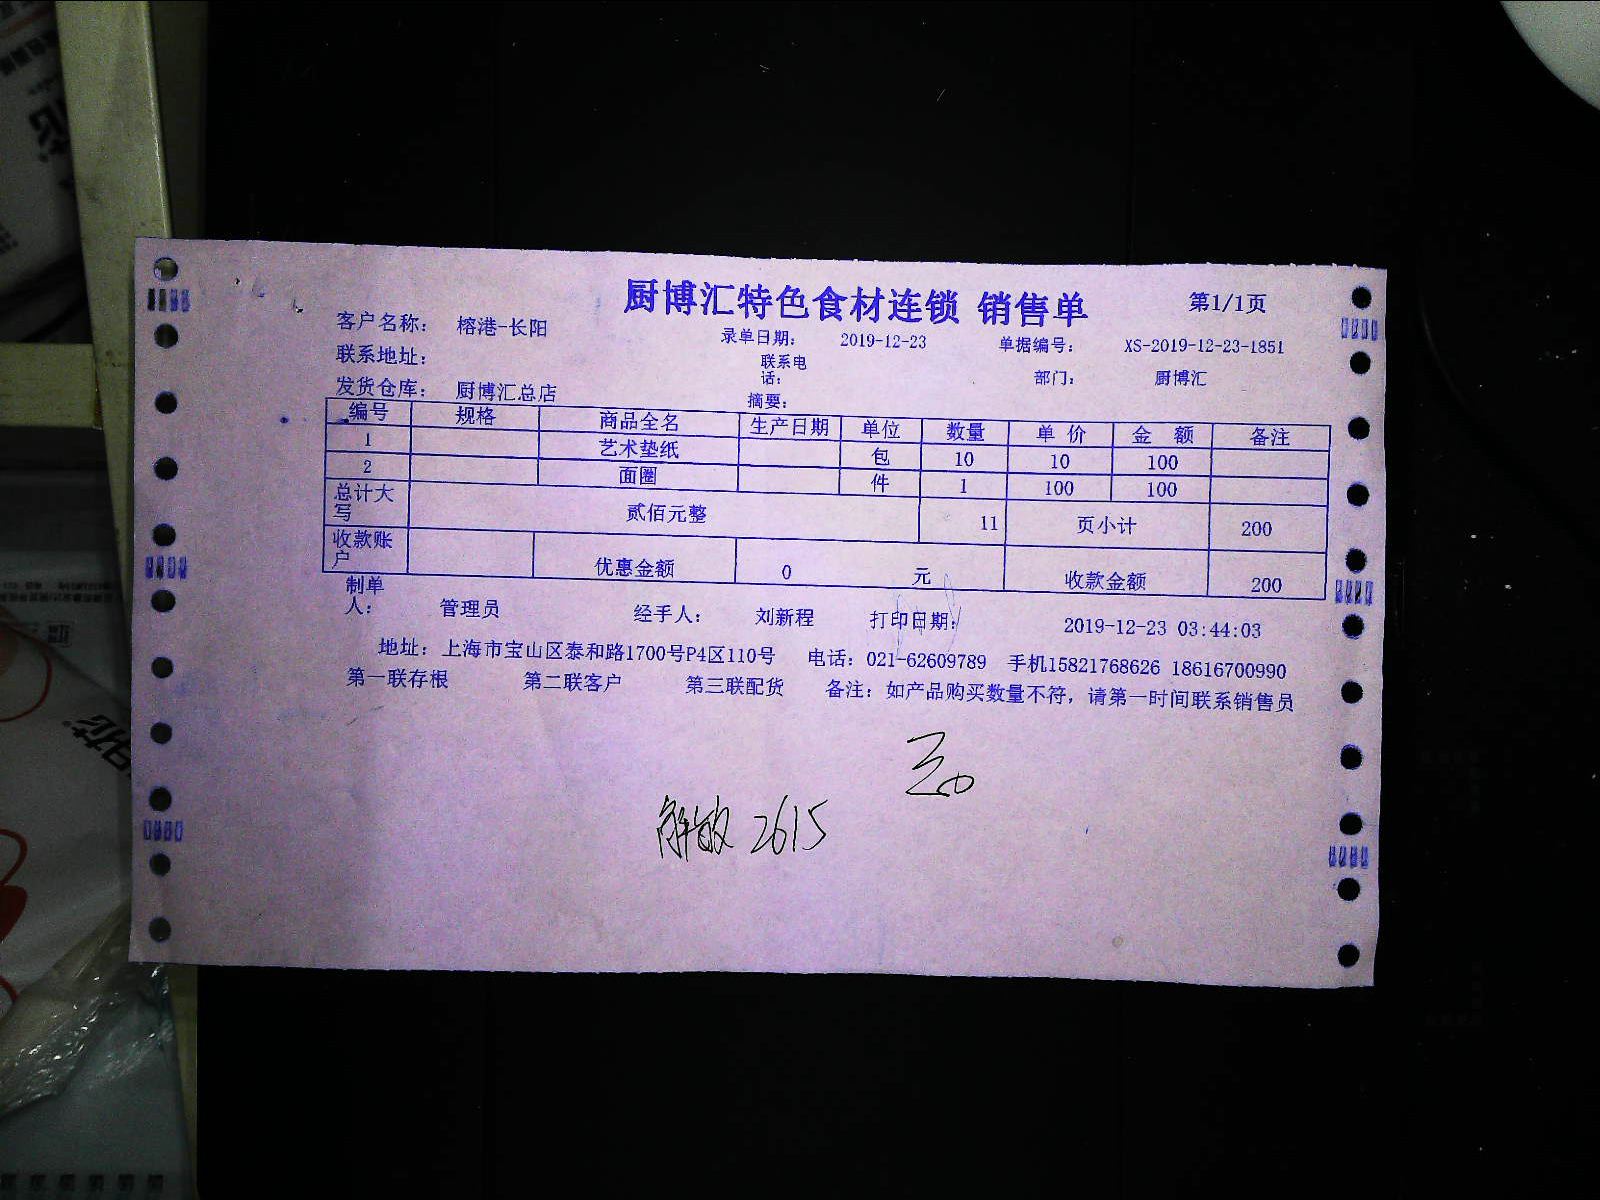 厨博汇特色食材连锁 销售单 第1/1页
客户名称: 榕港-长阳 录单日期: 2019-12-23 单据编号: XS-2019-12-23-1851
联系地址: 联系电话: 部门: 厨博汇
发货仓库: 厨博汇总店 摘要:
编号 规格 商品全名 生产日期 单位 数量 单 价 金 额 备注
1 艺术垫纸 包 10 10 100
2 面圈 件 1 100 100
总计大写 贰佰元整 11 页小计 200
收款账户 优惠金额 0 元 收款金额 200
制单人: 管理员 经手人: 刘新程 打印日期: 2019-12-23 03:44:03
地址: 上海市宝山区泰和路1700号P4区110号 电话: 021-62609789 手机15821768626 18616700990
第一联存根 第二联客户 第三联配货 备注: 如产品购买数量不符, 请第一时间联系销售员
2615